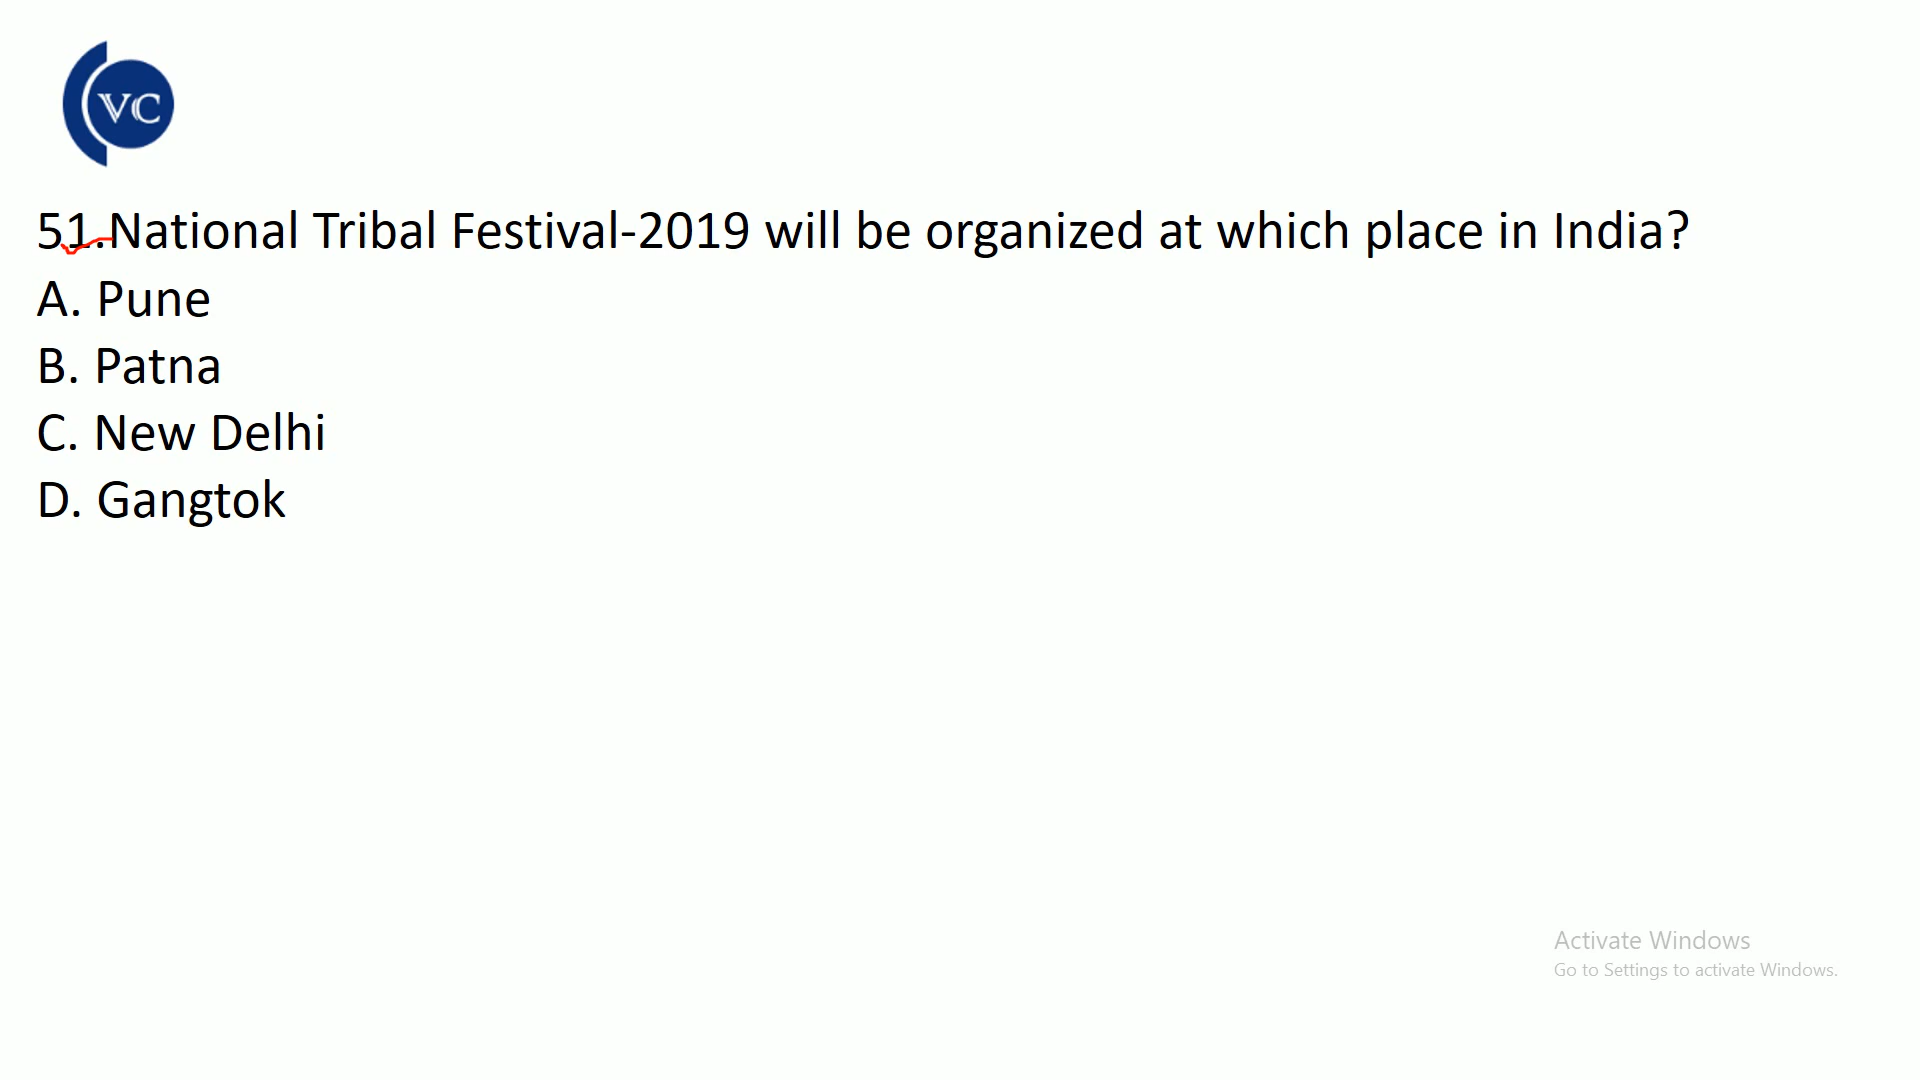 VC
51.National Tribal Festival-2019 will be organized at which place in India?
A. Pune
B. Patna
C. New Delhi
D. Gangtok
Activate Windows
Go to Settings to activate Windows.